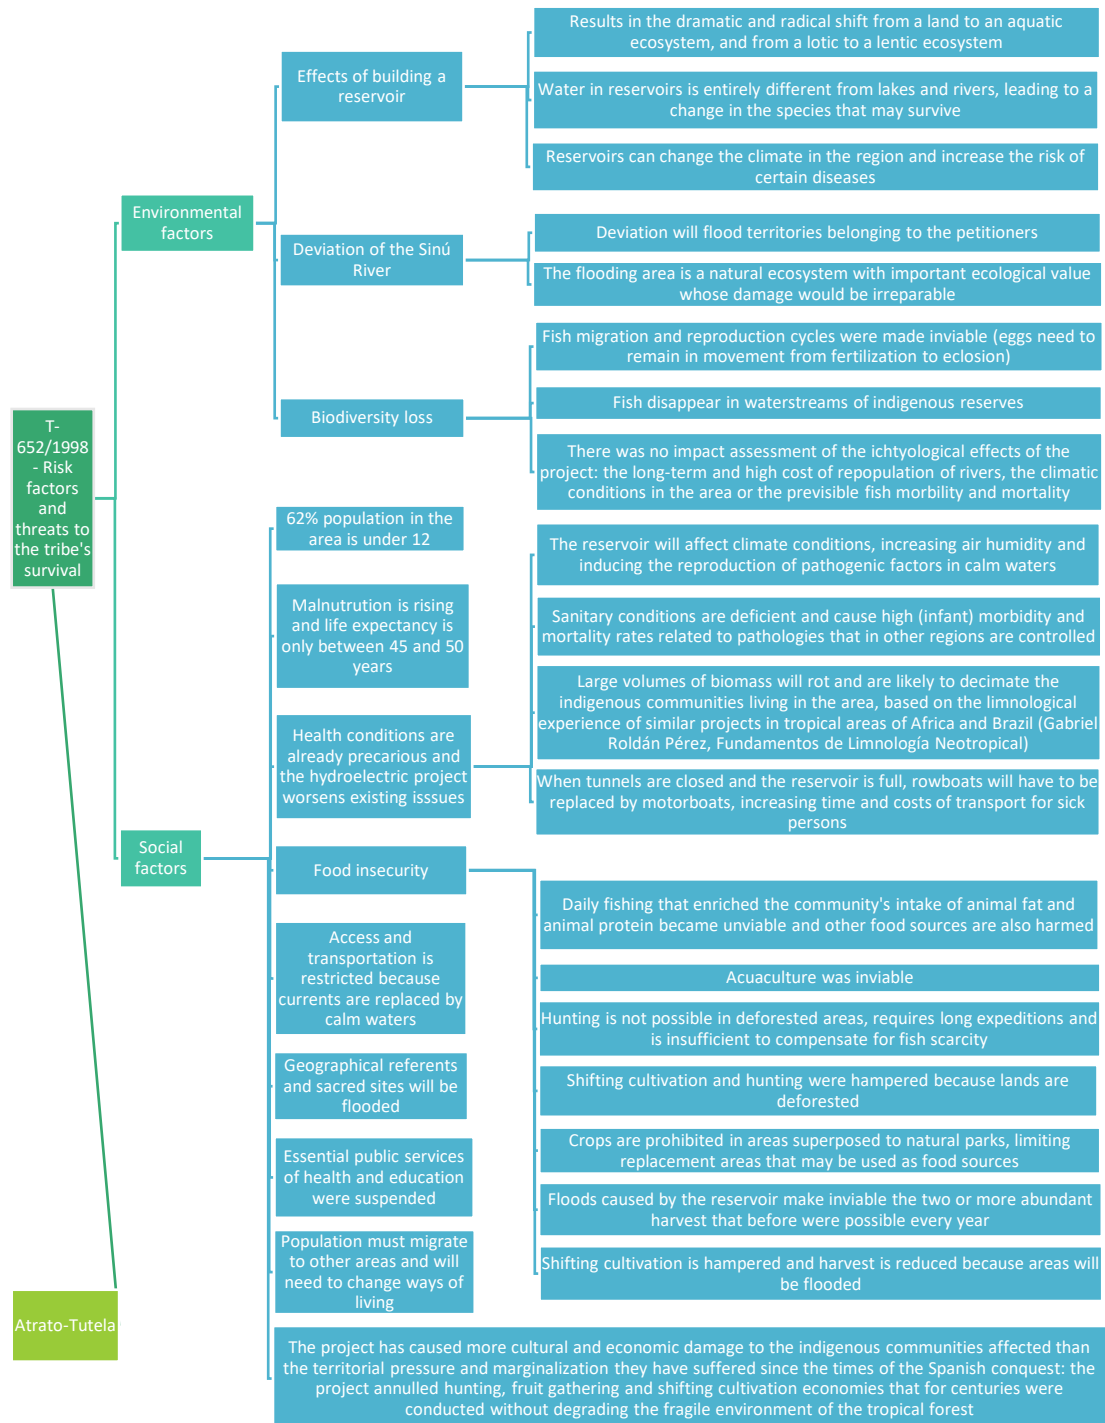 T-
652/1998
- Risk
factors
and
threats to
the tribe's
survival
Atrato-Tutela
Environmental
factors
Effects of building a
reservoir
Results in the dramatic and radical shift from a land to an aquatic
ecosystem, and from a lotic to a lentic ecosystem
Water in reservoirs is entirely different from lakes and rivers, leading to a
change in the species that may survive
Reservoirs can change the climate in the region and increase the risk of
certain diseases
Deviation of the Sinú
River
Deviation will flood territories belonging to the petitioners
The flooding area is a natural ecosystem with important ecological value
whose damage would be irreparable
Biodiversity loss
Fish migration and reproduction cycles were made inviable (eggs need to
remain in movement from fertilization to eclosion)
Fish disappear in waterstreams of indigenous reserves
There was no impact assessment of the ichtyological effects of the
project: the long-term and high cost of repopulation of rivers, the climatic
conditions in the area or the previsible fish morbility and mortality
Social
factors
62% population in the
area is under 12
Malnutrution is rising
and life expectancy is
only between 45 and 50
years
Health conditions are
already precarious and
the hydroelectric project
worsens existing isssues
The reservoir will affect climate conditions, increasing air humidity and
inducing the reproduction of pathogenic factors in calm waters
Sanitary conditions are deficient and cause high (infant) morbidity and
mortality rates related to pathologies that in other regions are controlled
Large volumes of biomass will rot and are likely to decimate the
indigenous communities living in the area, based on the limnological
experience of similar projects in tropical areas of Africa and Brazil (Gabriel
Roldán Pérez, Fundamentos de Limnología Neotropical)
When tunnels are closed and the reservoir is full, rowboats will have to be
replaced by motorboats, increasing time and costs of transport for sick
persons
Food insecurity
Daily fishing that enriched the community's intake of animal fat and
animal protein became unviable and other food sources are also harmed
Acuaculture was inviable
Hunting is not possible in deforested areas, requires long expeditions and
is insufficient to compensate for fish scarcity
Shifting cultivation and hunting were hampered because lands are
deforested
Crops are prohibited in areas superposed to natural parks, limiting
replacement areas that may be used as food sources
Floods caused by the reservoir make inviable the two or more abundant
harvest that before were possible every year
Shifting cultivation is hampered and harvest is reduced because areas will
be flooded
Access and
transportation is
restricted because
currents are replaced by
calm waters
Geographical referents
and sacred sites will be
flooded
Essential public services
of health and education
were suspended
Population must migrate
to other areas and will
need to change ways of
living
The project has caused more cultural and economic damage to the indigenous communities affected than
the territorial pressure and marginalization they have suffered since the times of the Spanish conquest: the
project annulled hunting, fruit gathering and shifting cultivation economies that for centuries were
conducted without degrading the fragile environment of the tropical forest